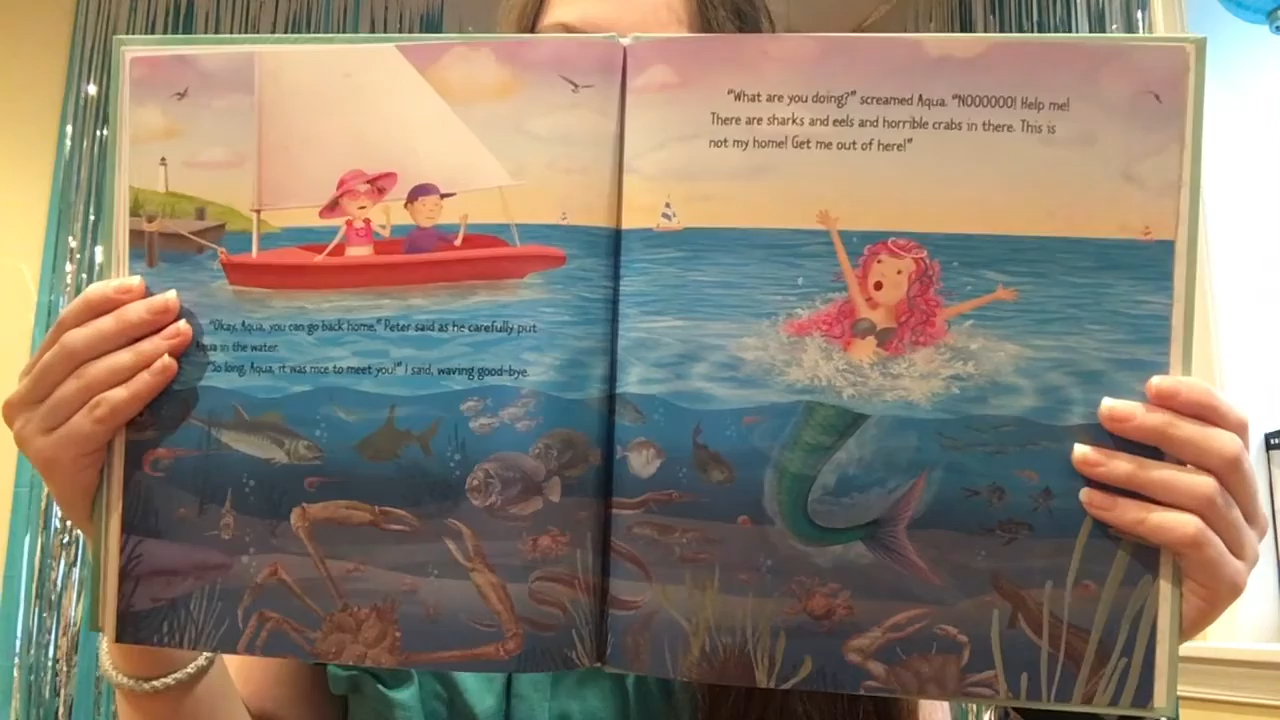 "Okay, Aqua, you can go back home," Peter said as he carefully put
Aqua in the water.
"So long, Aqua, it was nice to meet you!" I said, waving good-bye.
"What are you doing?" screamed Aqua. "NOOOOOO! Help me!
There are sharks and eels and horrible crabs in there. This is
not my home! Get me out of here!"